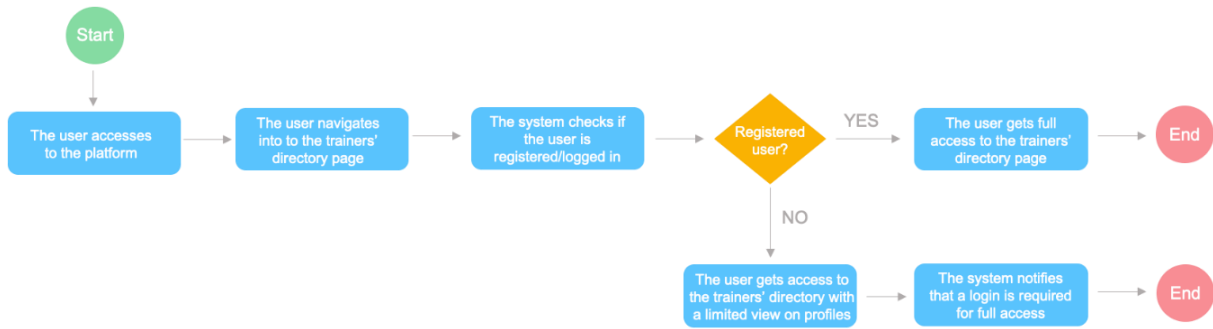 Start
The user accesses
to the platform
The user navigates
into to the trainers'
directory page
The system checks if
the user is
registered/logged in
Registered
user?
YES
The user gets full
access to the trainers'
directory page
End
NO
The user gets access to
the trainers' directory with
a limited view on profiles
The system notifies
that a login is required
for full access
End